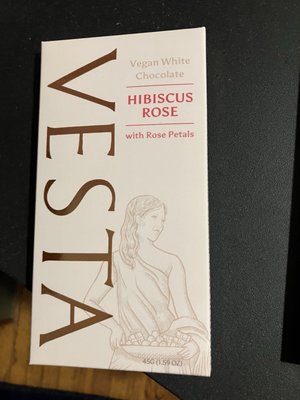 VESTA
Vegan White
Chocolate
HIBISCUS
ROSE
with Rose Petals
45G (1.59 OZ)